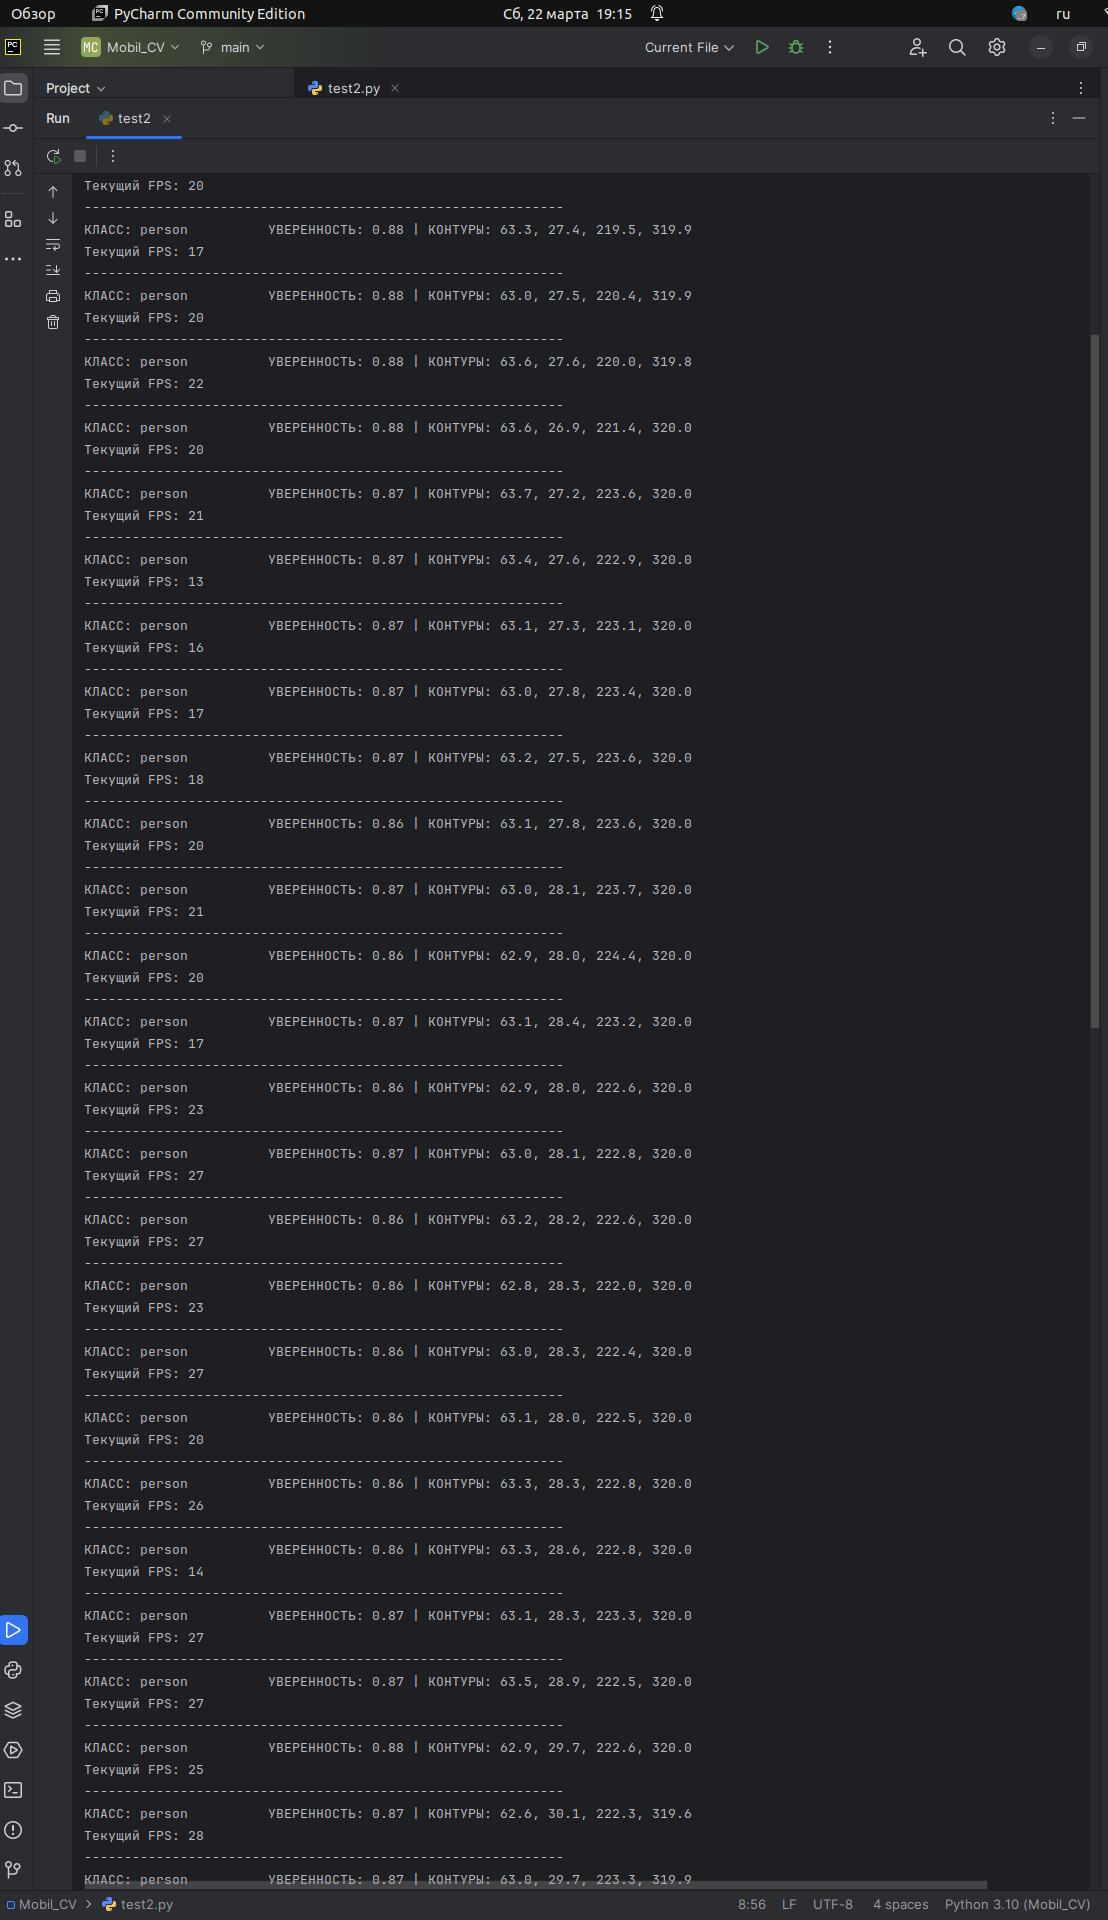 Обзор PyCharm Community Edition Сб, 22 марта 19:15 ru
PC MC Mobil_CV main Current File
Project test2.py
Run test2
Текущий FPS: 20
------------------------------------------------------------
КЛАСС: person УВЕРЕННОСТЬ: 0.88 | КОНТУРЫ: 63.3, 27.4, 219.5, 319.9
Текущий FPS: 17
------------------------------------------------------------
КЛАСС: person УВЕРЕННОСТЬ: 0.88 | КОНТУРЫ: 63.0, 27.5, 220.4, 319.9
Текущий FPS: 20
------------------------------------------------------------
КЛАСС: person УВЕРЕННОСТЬ: 0.88 | КОНТУРЫ: 63.6, 27.6, 220.0, 319.8
Текущий FPS: 22
------------------------------------------------------------
КЛАСС: person УВЕРЕННОСТЬ: 0.88 | КОНТУРЫ: 63.6, 26.9, 221.4, 320.0
Текущий FPS: 20
------------------------------------------------------------
КЛАСС: person УВЕРЕННОСТЬ: 0.87 | КОНТУРЫ: 63.7, 27.2, 223.6, 320.0
Текущий FPS: 21
------------------------------------------------------------
КЛАСС: person УВЕРЕННОСТЬ: 0.87 | КОНТУРЫ: 63.4, 27.6, 222.9, 320.0
Текущий FPS: 13
------------------------------------------------------------
КЛАСС: person УВЕРЕННОСТЬ: 0.87 | КОНТУРЫ: 63.1, 27.3, 223.1, 320.0
Текущий FPS: 16
------------------------------------------------------------
КЛАСС: person УВЕРЕННОСТЬ: 0.87 | КОНТУРЫ: 63.0, 27.8, 223.4, 320.0
Текущий FPS: 17
------------------------------------------------------------
КЛАСС: person УВЕРЕННОСТЬ: 0.87 | КОНТУРЫ: 63.2, 27.5, 223.6, 320.0
Текущий FPS: 18
------------------------------------------------------------
КЛАСС: person УВЕРЕННОСТЬ: 0.86 | КОНТУРЫ: 63.1, 27.8, 223.6, 320.0
Текущий FPS: 20
------------------------------------------------------------
КЛАСС: person УВЕРЕННОСТЬ: 0.87 | КОНТУРЫ: 63.0, 28.1, 223.7, 320.0
Текущий FPS: 21
------------------------------------------------------------
КЛАСС: person УВЕРЕННОСТЬ: 0.86 | КОНТУРЫ: 62.9, 28.0, 224.4, 320.0
Текущий FPS: 20
------------------------------------------------------------
КЛАСС: person УВЕРЕННОСТЬ: 0.87 | КОНТУРЫ: 63.1, 28.4, 223.2, 320.0
Текущий FPS: 17
------------------------------------------------------------
КЛАСС: person УВЕРЕННОСТЬ: 0.86 | КОНТУРЫ: 62.9, 28.0, 222.6, 320.0
Текущий FPS: 23
------------------------------------------------------------
КЛАСС: person УВЕРЕННОСТЬ: 0.87 | КОНТУРЫ: 63.0, 28.1, 222.8, 320.0
Текущий FPS: 27
------------------------------------------------------------
КЛАСС: person УВЕРЕННОСТЬ: 0.86 | КОНТУРЫ: 63.2, 28.2, 222.6, 320.0
Текущий FPS: 27
------------------------------------------------------------
КЛАСС: person УВЕРЕННОСТЬ: 0.86 | КОНТУРЫ: 62.8, 28.3, 222.0, 320.0
Текущий FPS: 23
------------------------------------------------------------
КЛАСС: person УВЕРЕННОСТЬ: 0.86 | КОНТУРЫ: 63.0, 28.3, 222.4, 320.0
Текущий FPS: 27
------------------------------------------------------------
КЛАСС: person УВЕРЕННОСТЬ: 0.86 | КОНТУРЫ: 63.1, 28.0, 222.5, 320.0
Текущий FPS: 20
------------------------------------------------------------
КЛАСС: person УВЕРЕННОСТЬ: 0.86 | КОНТУРЫ: 63.3, 28.3, 222.8, 320.0
Текущий FPS: 26
------------------------------------------------------------
КЛАСС: person УВЕРЕННОСТЬ: 0.86 | КОНТУРЫ: 63.3, 28.6, 222.8, 320.0
Текущий FPS: 14
------------------------------------------------------------
КЛАСС: person УВЕРЕННОСТЬ: 0.87 | КОНТУРЫ: 63.1, 28.3, 223.3, 320.0
Текущий FPS: 27
------------------------------------------------------------
КЛАСС: person УВЕРЕННОСТЬ: 0.87 | КОНТУРЫ: 63.5, 28.9, 222.5, 320.0
Текущий FPS: 27
------------------------------------------------------------
КЛАСС: person УВЕРЕННОСТЬ: 0.88 | КОНТУРЫ: 62.9, 29.7, 222.6, 320.0
Текущий FPS: 25
------------------------------------------------------------
КЛАСС: person УВЕРЕННОСТЬ: 0.87 | КОНТУРЫ: 62.6, 30.1, 222.3, 319.6
Текущий FPS: 28
------------------------------------------------------------
КЛАСС: person УВЕРЕННОСТЬ: 0.87 | КОНТУРЫ: 63.0, 29.7, 223.3, 319.9
Mobil_CV test2.py 8:56 LF UTF-8 4 spaces Python 3.10 (Mobil_CV)